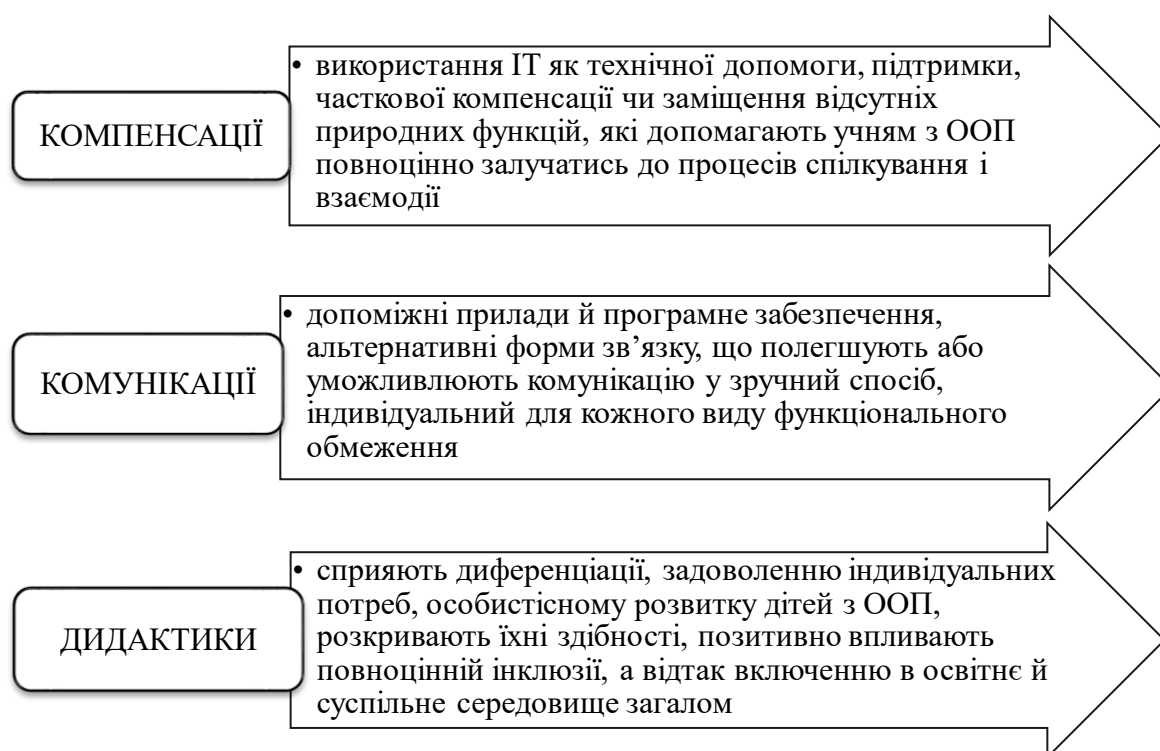 КОМПЕНСАЦІЇ
• використання ІТ як технічної допомоги, підтримки,
часткової компенсації чи заміщення відсутніх
природних функцій, які допомагають учням з ООП
повноцінно залучатись до процесів спілкування і
взаємодії
КОМУНІКАЦІЇ
• допоміжні прилади й програмне забезпечення,
альтернативні форми зв’язку, що полегшують або
уможливлюють комунікацію у зручний спосіб,
індивідуальний для кожного виду функціонального
обмеження
ДИДАКТИКИ
• сприяють диференціації, задоволенню індивідуальних
потреб, особистісному розвитку дітей з ООП,
розкривають їхні здібності, позитивно впливають
повноцінній інклюзії, а відтак включенню в освітнє й
суспільне середовище загалом